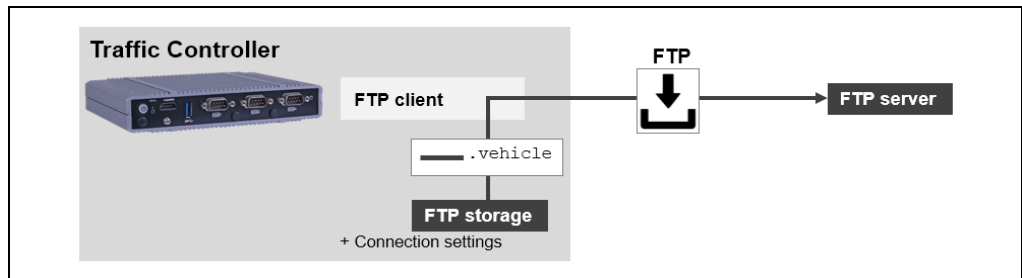 Traffic Controller
FTP client
FTP
FTP server
.vehicle
FTP storage
+ Connection settings